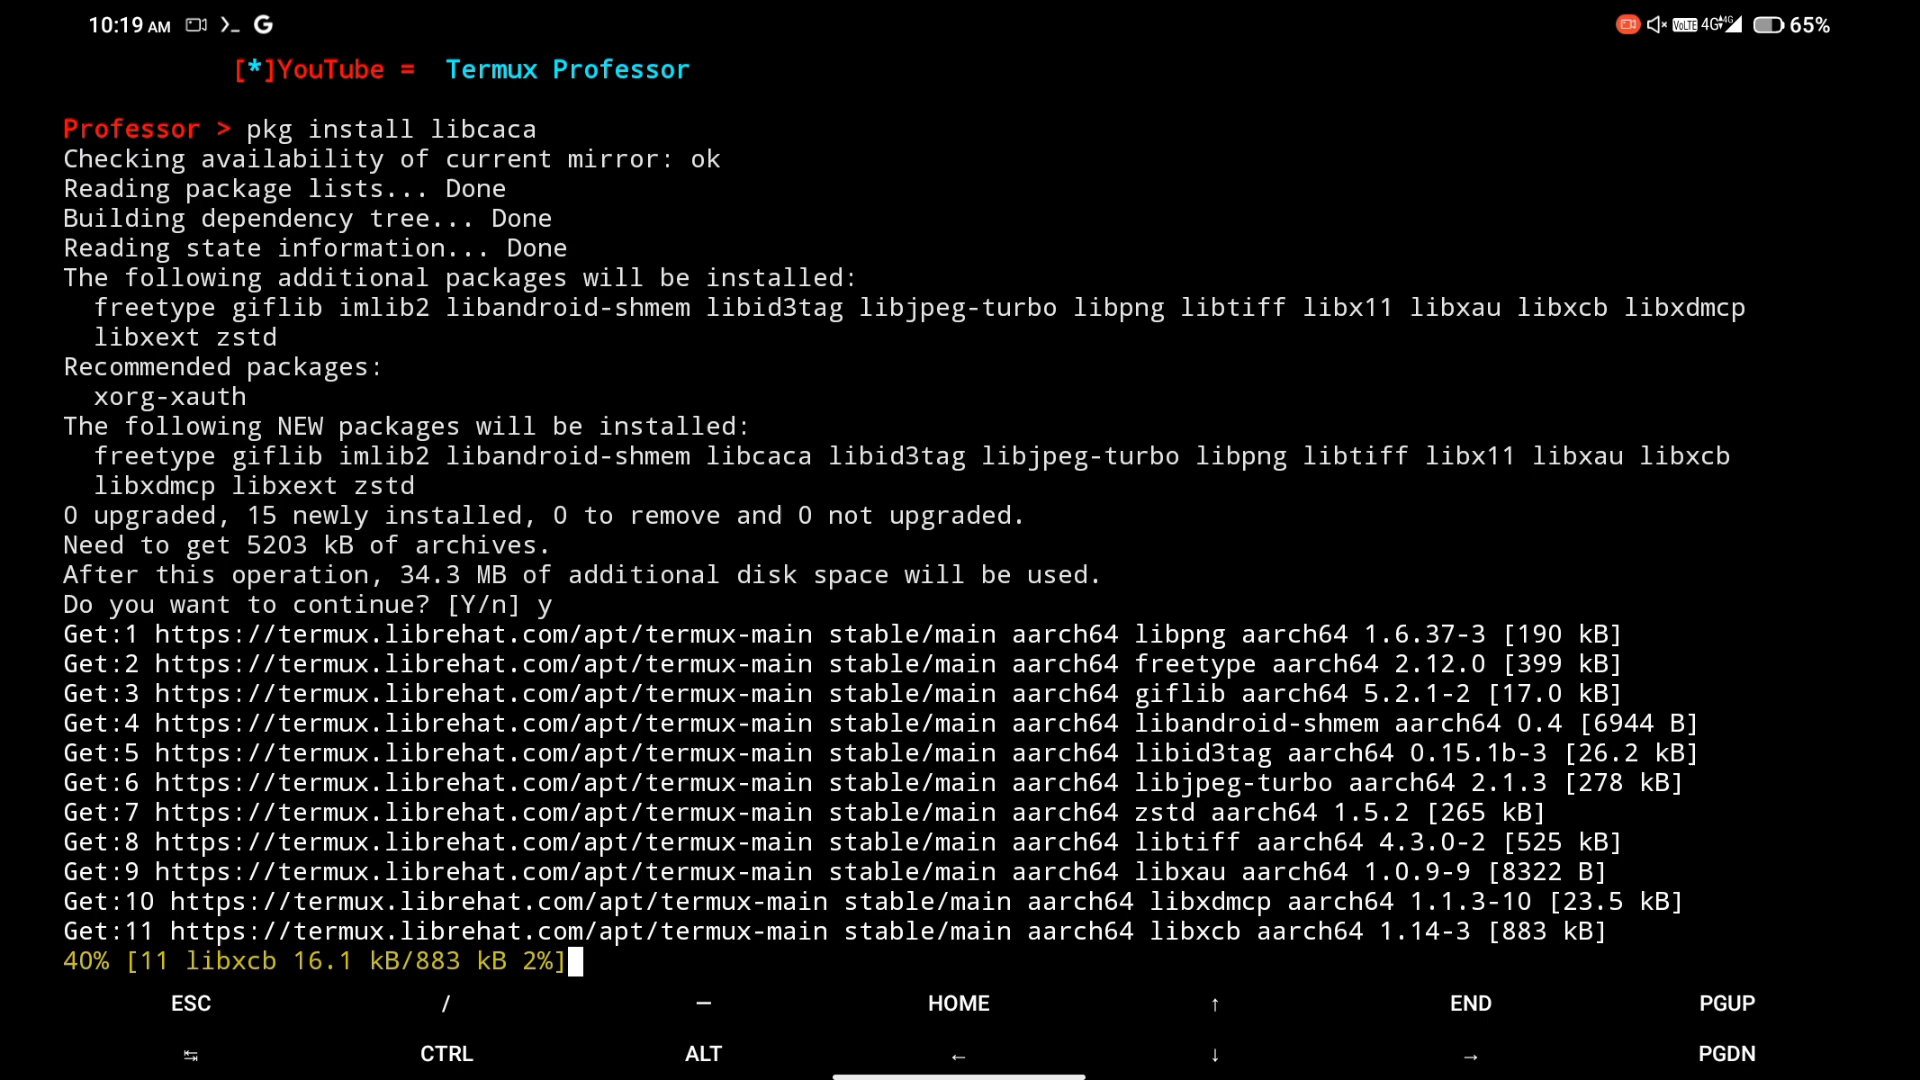 10:19 AM >_ G VoLTE 4G 4G 65%
[*]YouTube = Termux Professor
Professor > pkg install libcaca
Checking availability of current mirror: ok
Reading package lists... Done
Building dependency tree... Done
Reading state information... Done
The following additional packages will be installed:
freetype giflib imlib2 libandroid-shmem libid3tag libjpeg-turbo libpng libtiff libx11 libxau libxcb libxdmcp
libxext zstd
Recommended packages:
xorg-xauth
The following NEW packages will be installed:
freetype giflib imlib2 libandroid-shmem libcaca libid3tag libjpeg-turbo libpng libtiff libx11 libxau libxcb
libxdmcp libxext zstd
0 upgraded, 15 newly installed, 0 to remove and 0 not upgraded.
Need to get 5203 kB of archives.
After this operation, 34.3 MB of additional disk space will be used.
Do you want to continue? [Y/n] y
Get:1 https://termux.librehat.com/apt/termux-main stable/main aarch64 libpng aarch64 1.6.37-3 [190 kB]
Get:2 https://termux.librehat.com/apt/termux-main stable/main aarch64 freetype aarch64 2.12.0 [399 kB]
Get:3 https://termux.librehat.com/apt/termux-main stable/main aarch64 giflib aarch64 5.2.1-2 [17.0 kB]
Get:4 https://termux.librehat.com/apt/termux-main stable/main aarch64 libandroid-shmem aarch64 0.4 [6944 B]
Get:5 https://termux.librehat.com/apt/termux-main stable/main aarch64 libid3tag aarch64 0.15.1b-3 [26.2 kB]
Get:6 https://termux.librehat.com/apt/termux-main stable/main aarch64 libjpeg-turbo aarch64 2.1.3 [278 kB]
Get:7 https://termux.librehat.com/apt/termux-main stable/main aarch64 zstd aarch64 1.5.2 [265 kB]
Get:8 https://termux.librehat.com/apt/termux-main stable/main aarch64 libtiff aarch64 4.3.0-2 [525 kB]
Get:9 https://termux.librehat.com/apt/termux-main stable/main aarch64 libxau aarch64 1.0.9-9 [8322 B]
Get:10 https://termux.librehat.com/apt/termux-main stable/main aarch64 libxdmcp aarch64 1.1.3-10 [23.5 kB]
Get:11 https://termux.librehat.com/apt/termux-main stable/main aarch64 libxcb aarch64 1.14-3 [883 kB]
40% [11 libxcb 16.1 kB/883 kB 2%]
ESC / — HOME ↑ END PGUP
↹ CTRL ALT ← ↓ → PGDN